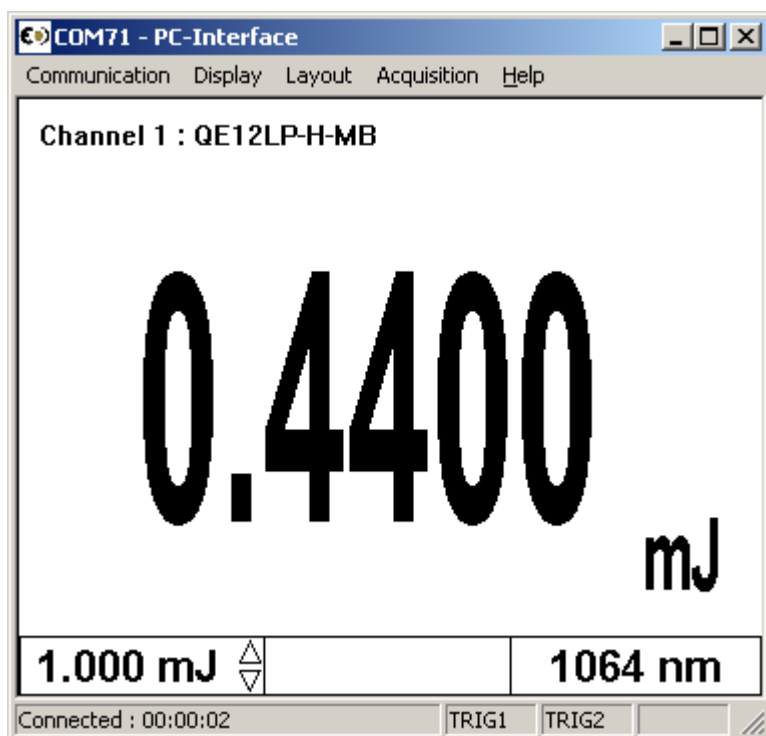 COM71 - PC-Interface
Communication Display Layout Acquisition Help
Channel 1 : QE12LP-H-MB
0.4400
mJ
1.000 mJ 1064 nm
Connected : 00:00:02 TRIG1 TRIG2